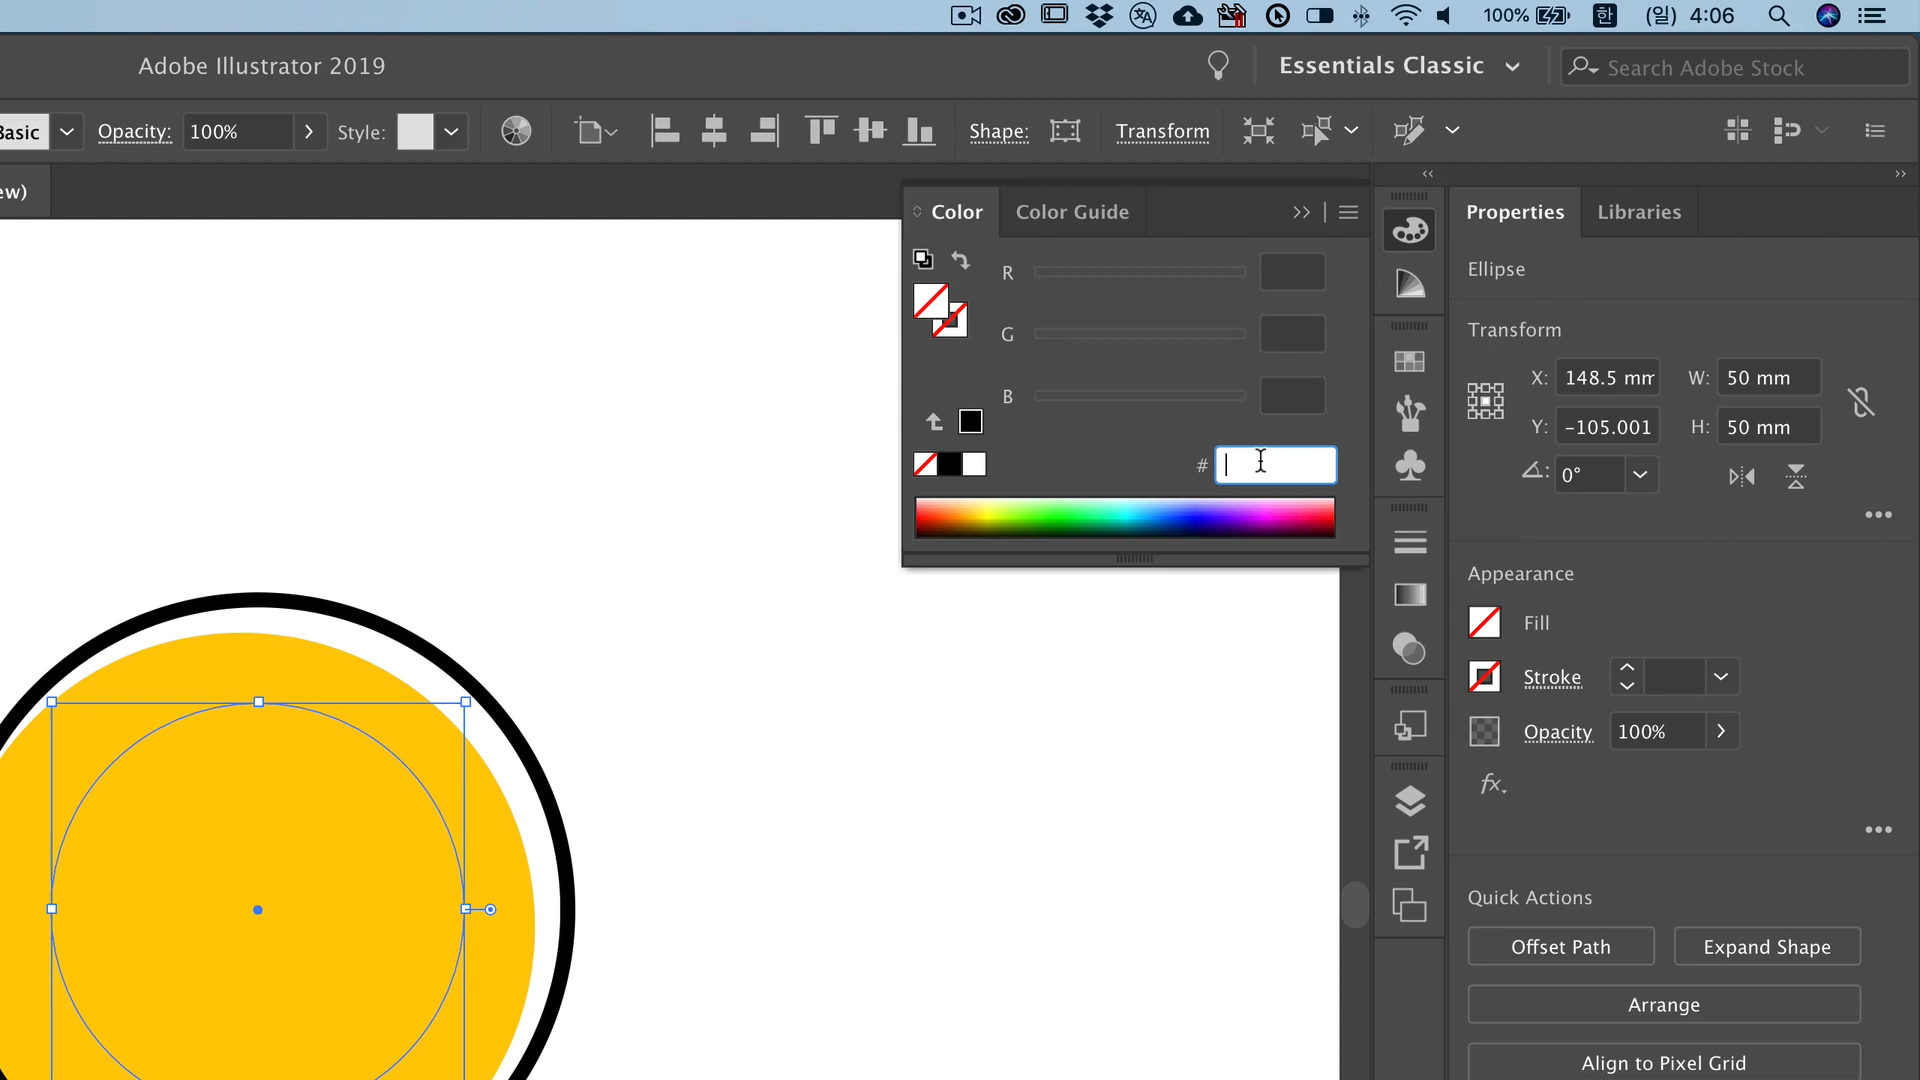 100% 한 (일) 4:06
Adobe Illustrator 2019 Essentials Classic Search Adobe Stock
Basic Opacity: 100% Style: Shape: Transform
ew)
Color Color Guide
R
G
B
#
Properties Libraries
Ellipse
Transform
X: 148.5 mm W: 50 mm
Y: -105.001 H: 50 mm
0°
Appearance
Fill
Stroke
Opacity 100%
fx.
Quick Actions
Offset Path Expand Shape
Arrange
Align to Pixel Grid